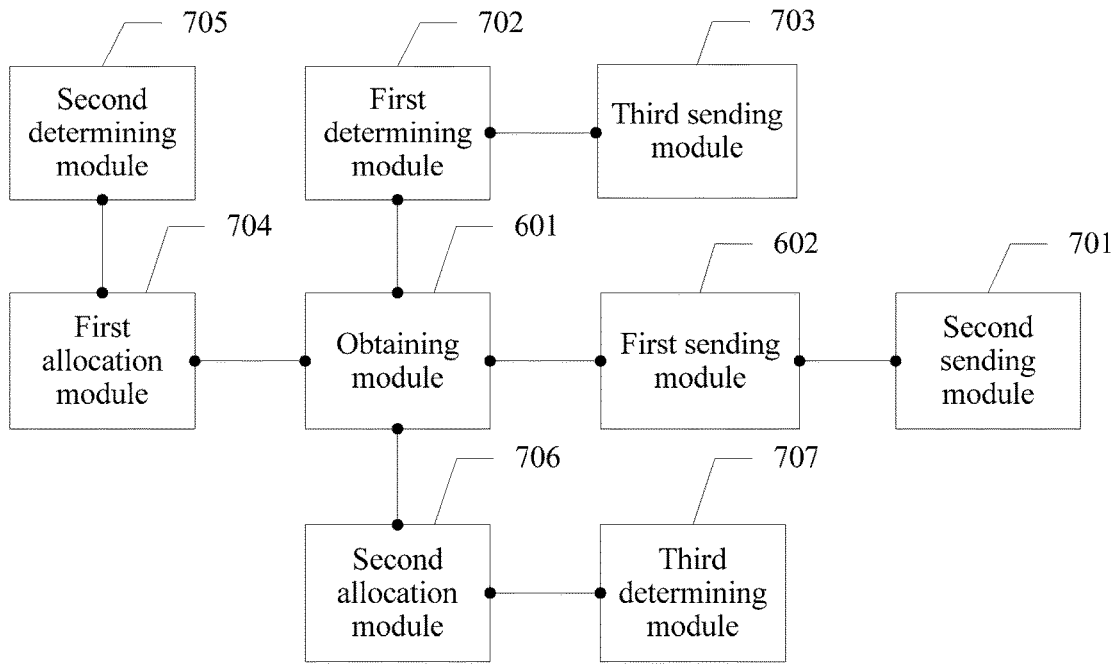 705
702
703
Second
determining
module
First
determining
module
Third sending
module
704
601
602
701
First
allocation
module
Obtaining
module
First sending
module
Second
sending
module
706
707
Second
allocation
module
Third
determining
module